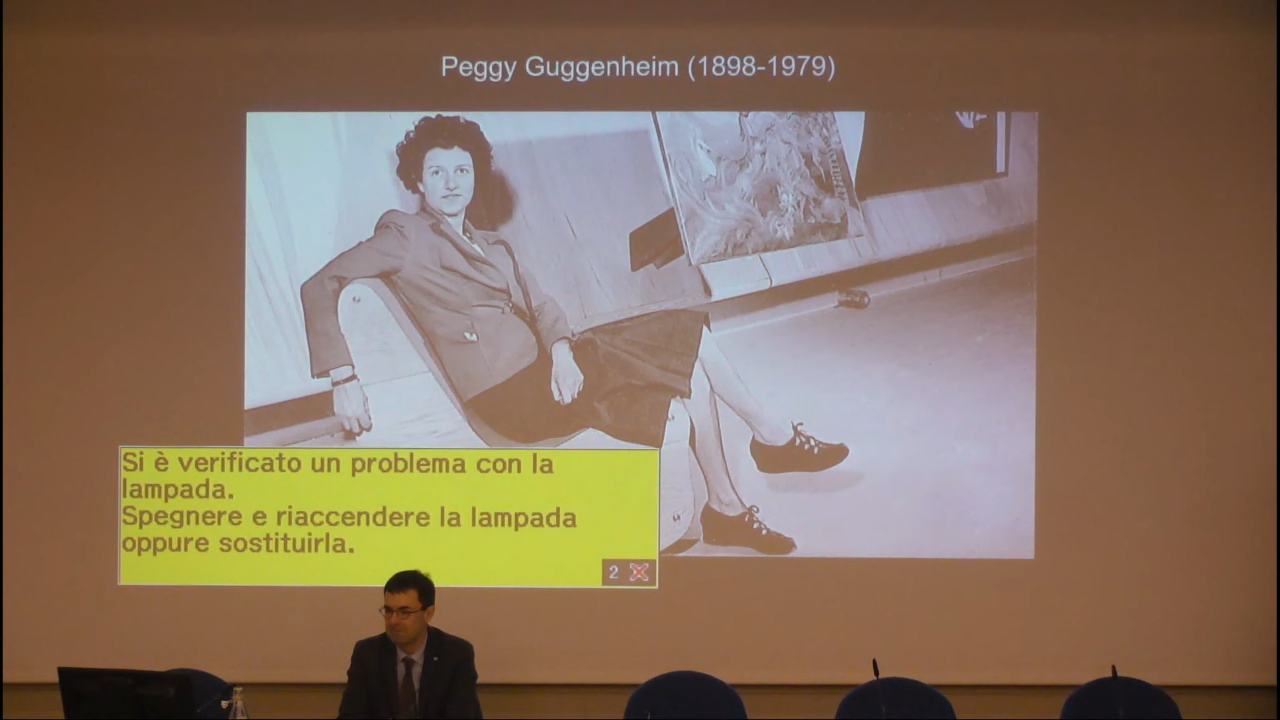 Peggy Guggenheim (1898-1979)
Si è verificato un problema con la
lampada.
Spegnere e riaccendere la lampada
oppure sostituirla.
2